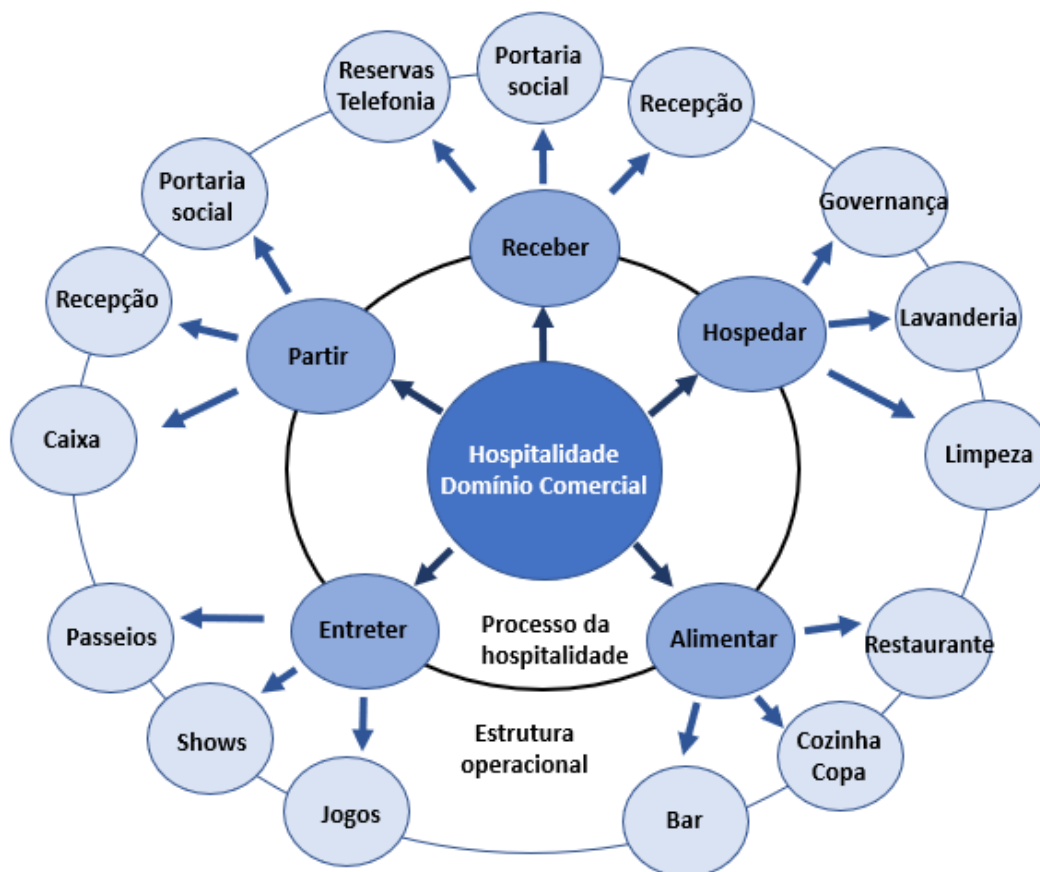 Portaria
social
Reservas
Telefonia
Recepção
Portaria
social
Governança
Receber
Recepção
Lavanderia
Hospedar
Partir
Caixa
Hospitalidade
Domínio Comercial
Limpeza
Passeios
Entreter
Processo da
hospitalidade
Alimentar
Restaurante
Shows
Estrutura
operacional
Cozinha
Copa
Jogos
Bar